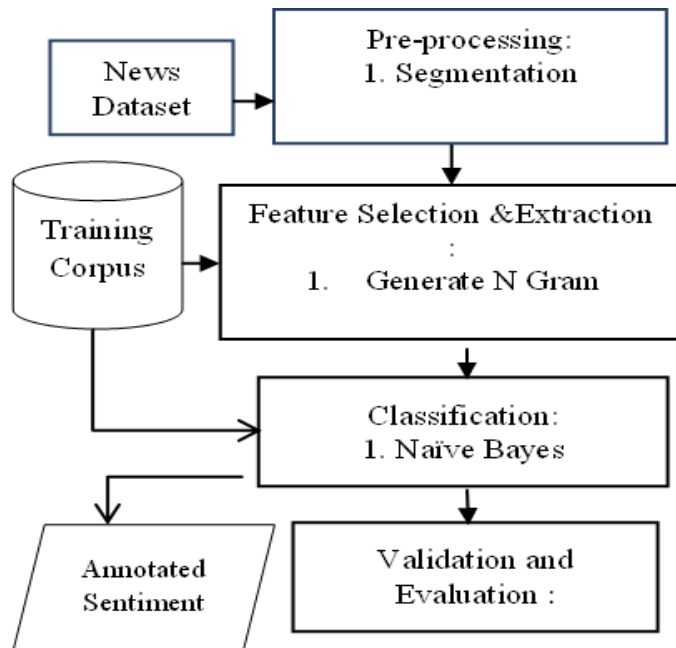 News
Dataset
Pre-processing:
1. Segmentation
Training
Corpus
Feature Selection &Extraction
:
1. Generate N Gram
Classification:
1. Naïve Bayes
Annotated
Sentiment
Validation and
Evaluation :